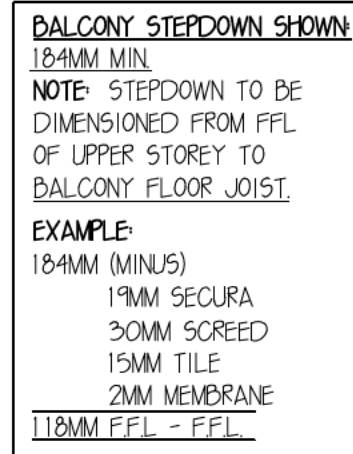 BALCONY STEPDOWN SHOWN:
184MM MIN.
NOTE: STEPDOWN TO BE
DIMENSIONED FROM FFL
OF UPPER STOREY TO
BALCONY FLOOR JOIST.
EXAMPLE:
184MM (MINUS)
19MM SECURA
30MM SCREED
15MM TILE
2MM MEMBRANE
118MM F.F.L - F.F.L.